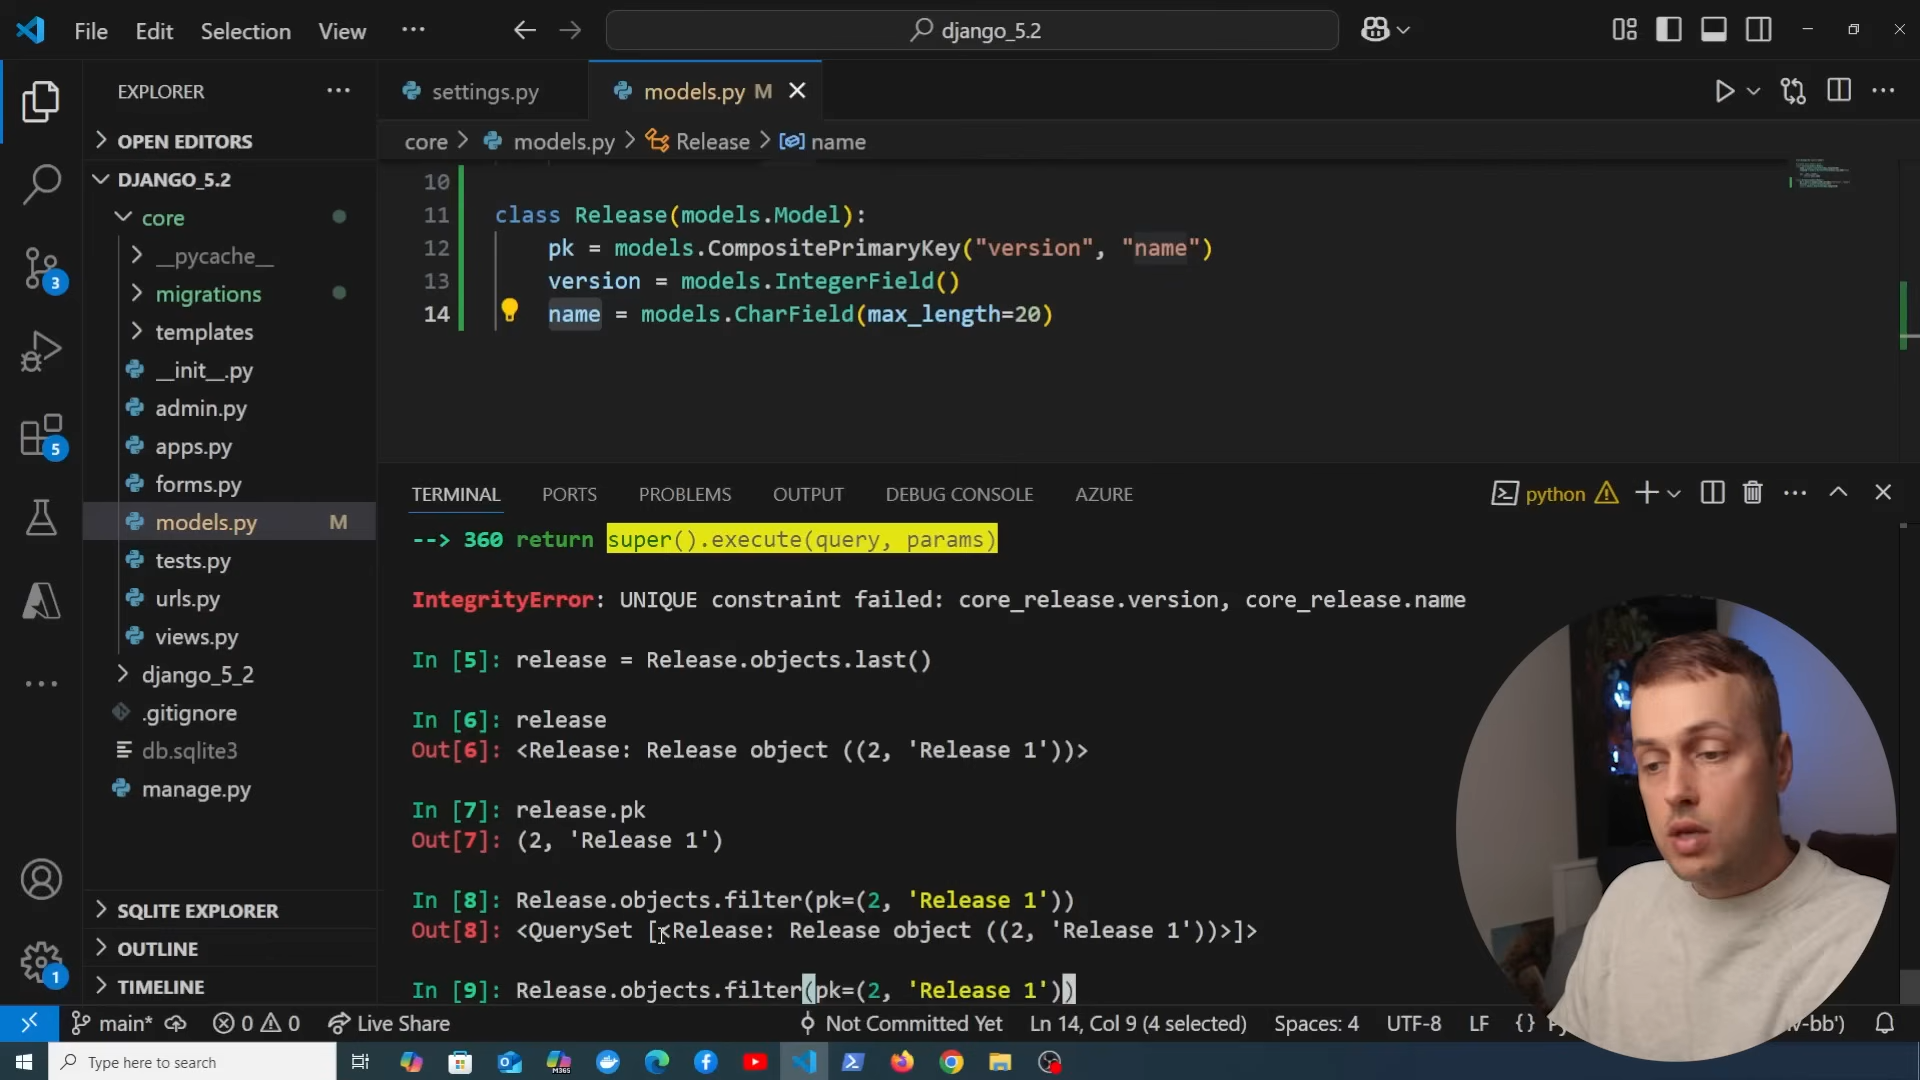 File Edit Selection View ··· django_5.2
EXPLORER ···
OPEN EDITORS
DJANGO_5.2
core
__pycache__
migrations
templates
__init__.py
admin.py
apps.py
forms.py
models.py M
tests.py
urls.py
views.py
django_5_2
.gitignore
db.sqlite3
manage.py
SQLITE EXPLORER
OUTLINE
TIMELINE
3
5
1
settings.py models.py M
core > models.py > Release > name
10
11 class Release(models.Model):
12 pk = models.CompositePrimaryKey("version", "name")
13 version = models.IntegerField()
14 name = models.CharField(max_length=20)
TERMINAL PORTS PROBLEMS OUTPUT DEBUG CONSOLE AZURE python
--> 360 return super().execute(query, params)
IntegrityError: UNIQUE constraint failed: core_release.version, core_release.name
In [5]: release = Release.objects.last()
In [6]: release
Out[6]: <Release: Release object ((2, 'Release 1'))>
In [7]: release.pk
Out[7]: (2, 'Release 1')
In [8]: Release.objects.filter(pk=(2, 'Release 1'))
Out[8]: <QuerySet [<Release: Release object ((2, 'Release 1'))>]>
In [9]: Release.objects.filter(pk=(2, 'Release 1'))
main* 0 0 Live Share Not Committed Yet Ln 14, Col 9 (4 selected) Spaces: 4 UTF-8 LF {}
Type here to search M365